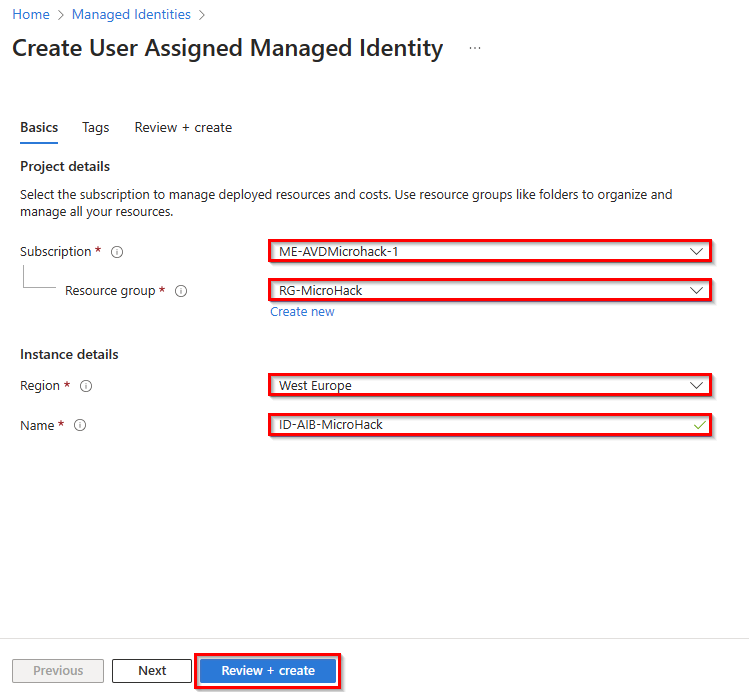 Home > Managed Identities >
Create User Assigned Managed Identity ...
Basics Tags Review + create
Project details
Select the subscription to manage deployed resources and costs. Use resource groups like folders to organize and
manage all your resources.
Subscription * ME-AVDMicrohack-1
Resource group * RG-MicroHack
Create new
Instance details
Region * West Europe
Name * ID-AIB-MicroHack
Previous Next Review + create